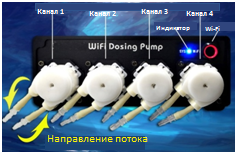 Канал 1 Канал 2 Канал 3 Канал 4
Индикатор Wi-Fi
WiFi Dosing Pump
Направление потока